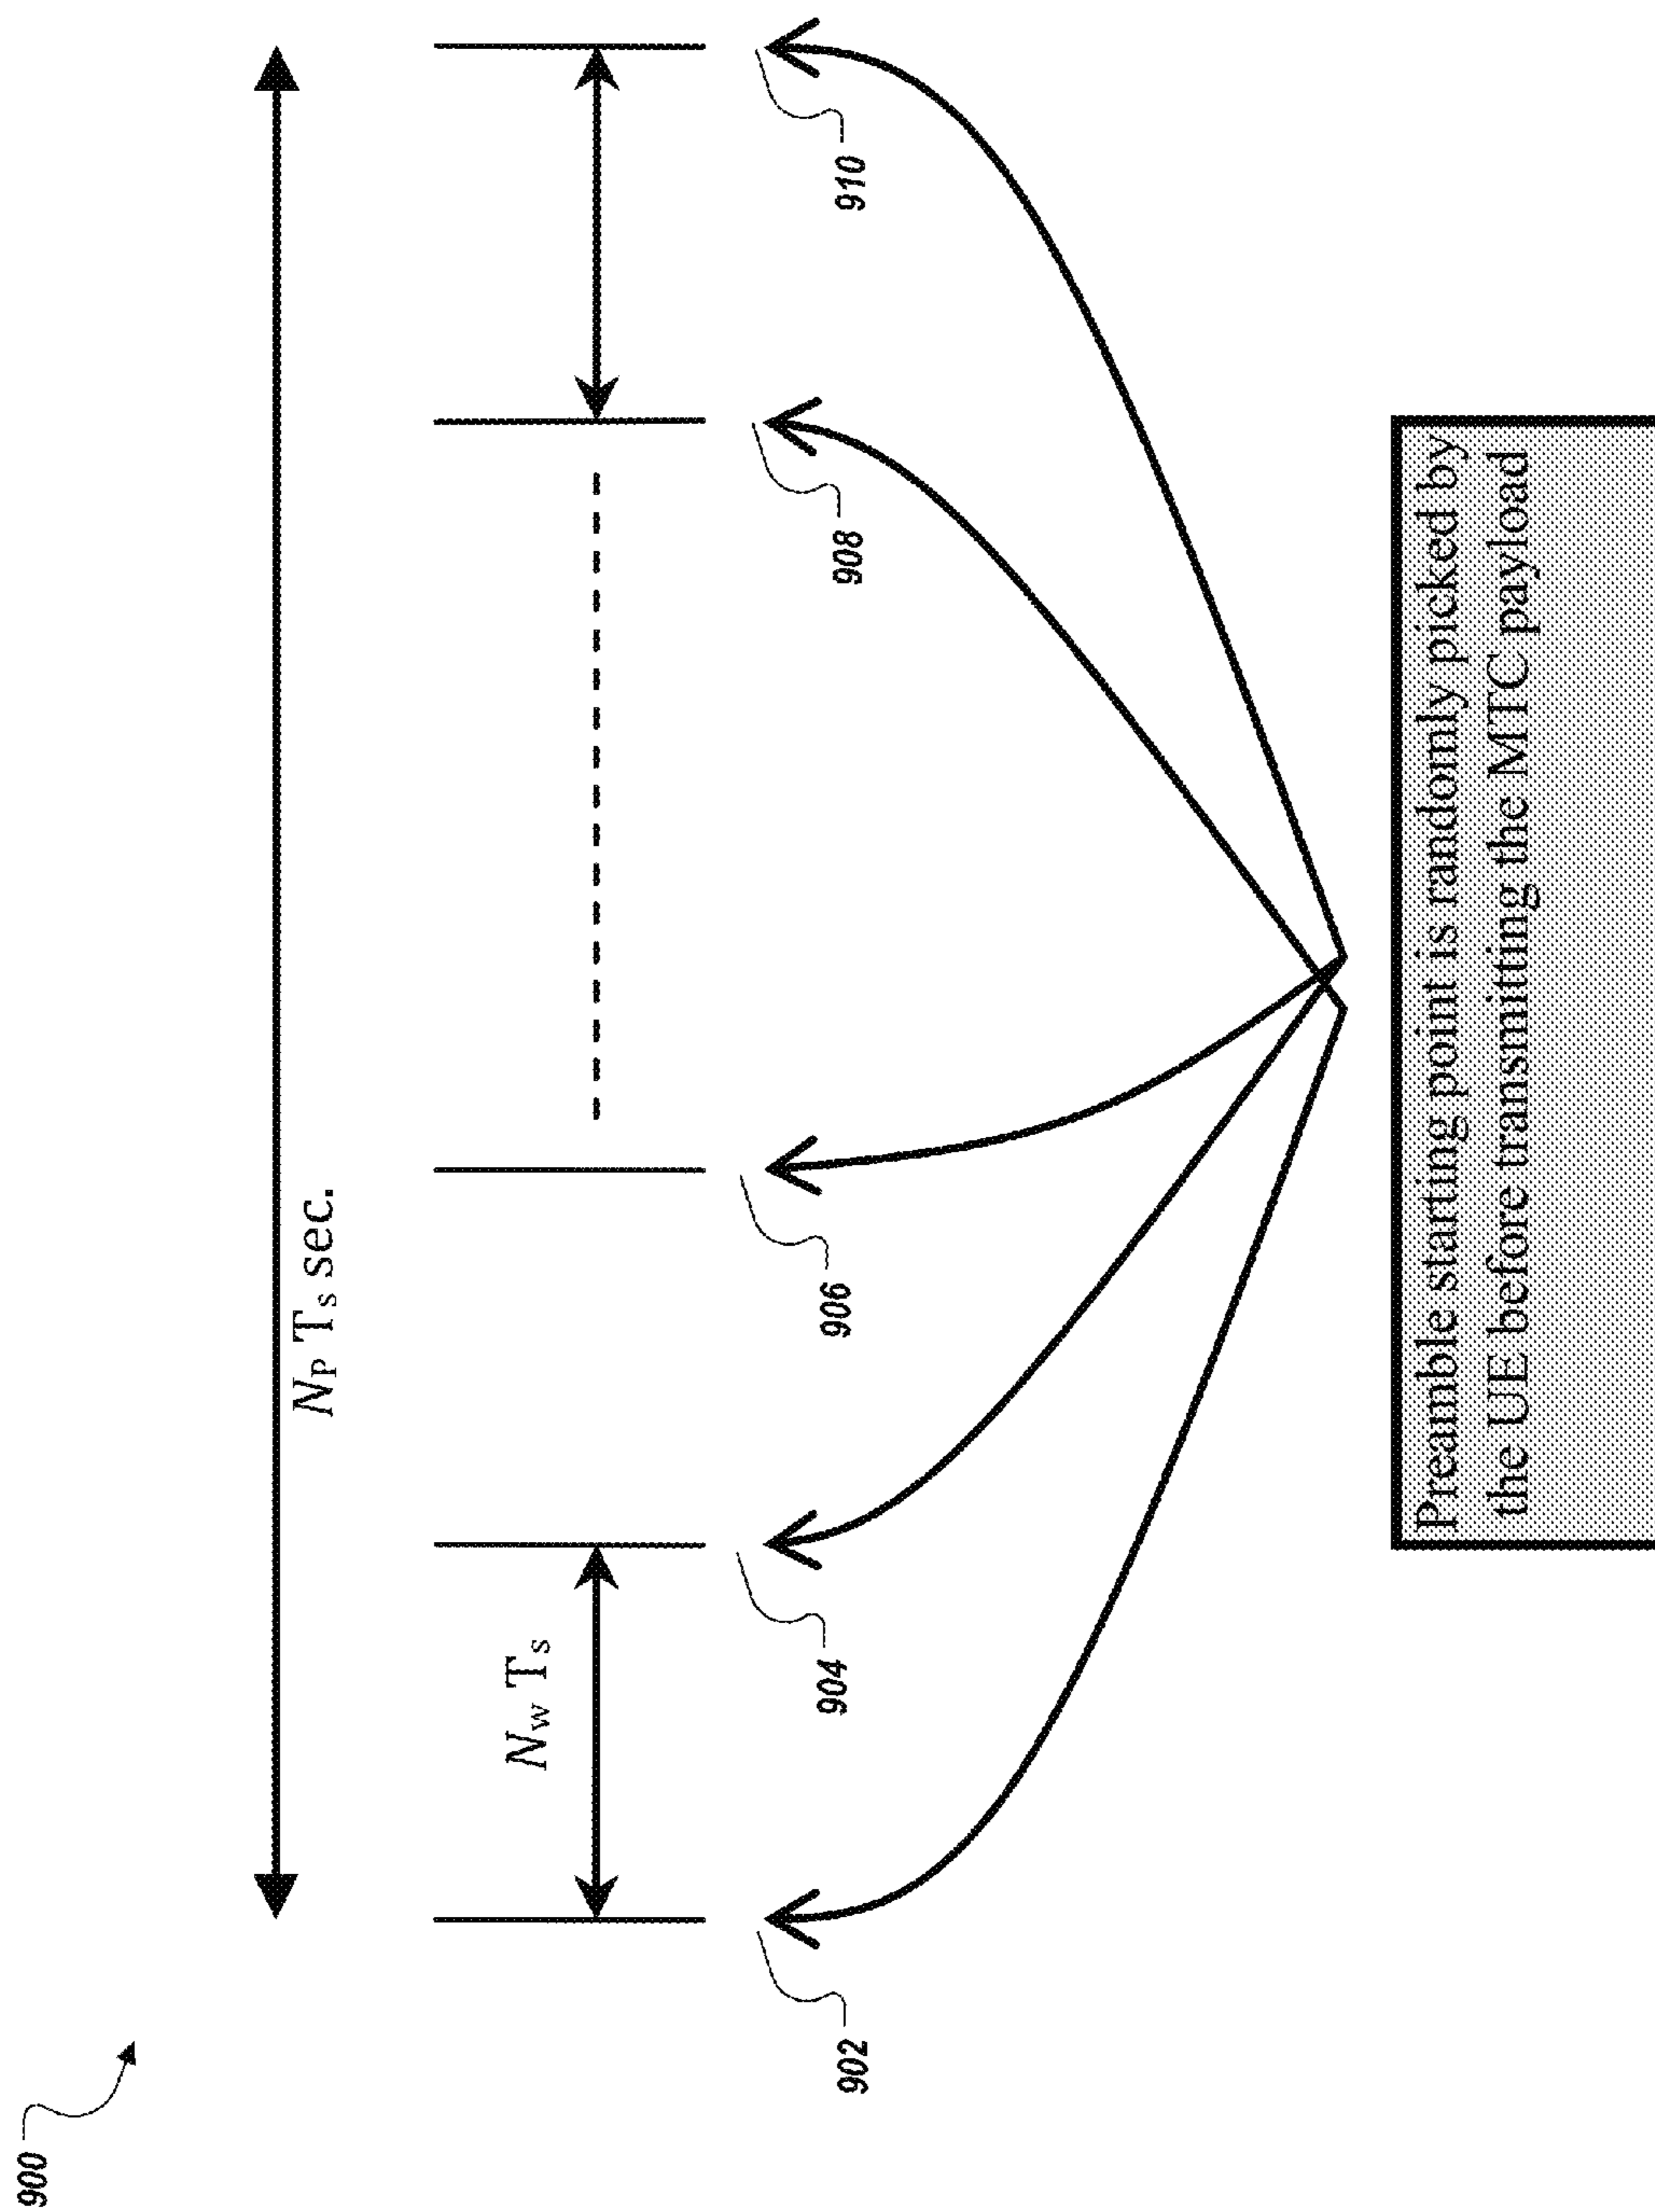 900
N_P T_s sec.
N_w T_s
902
904
906
908
910
Preamble starting point is randomly picked by
the UE before transmitting the MTC payload